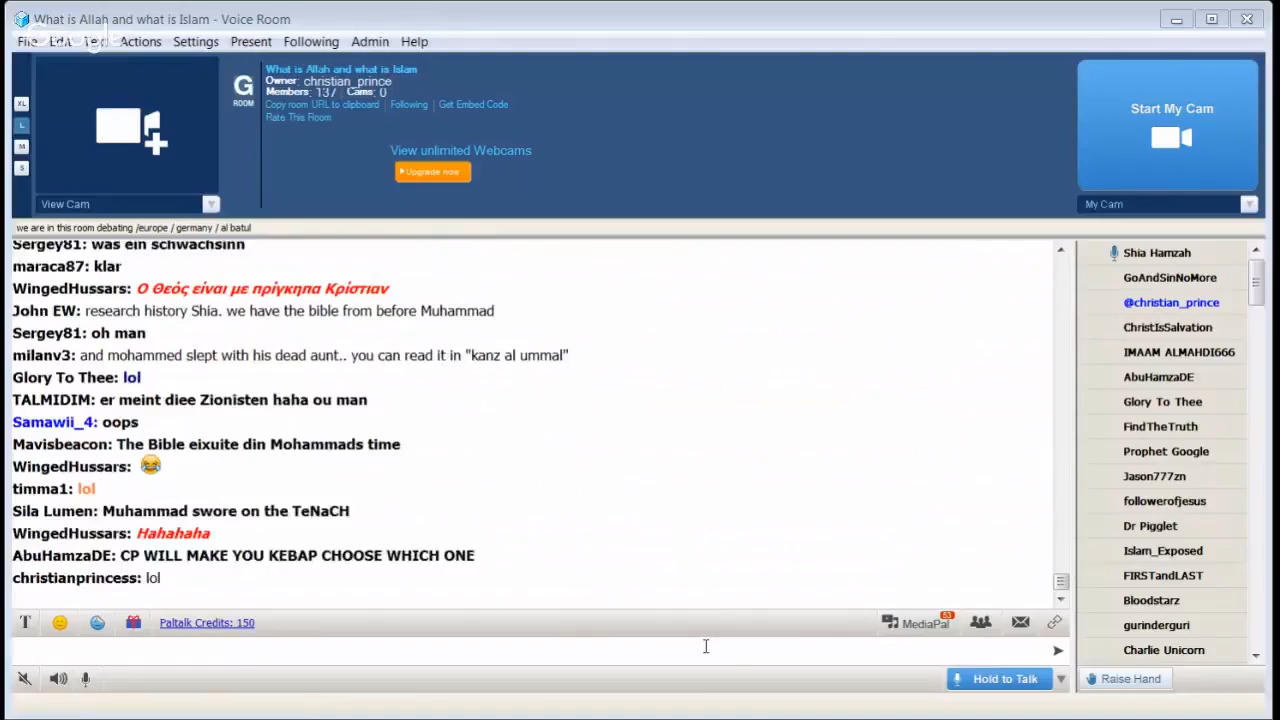 What is Allah and what is Islam - Voice Room
File Edit Text Actions Settings Present Following Admin Help
Google
What is Allah and what is Islam
G ROOM
Owner: christian_prince
Members: 137 Cams: 0
Copy room URL to clipboard | Following | Get Embed Code
Rate This Room
View unlimited Webcams
Upgrade now
Start My Cam
XL
L
M
S
View Cam
My Cam
we are in this room debating /europe / germany / al batul
Sergey81: was ein schwachsinn
maraca87: klar
WingedHussars: Ο Θεός είναι με πρίγκηπα Κρίστιαν
John EW: research history Shia. we have the bible from before Muhammad
Sergey81: oh man
milanv3: and mohammed slept with his dead aunt.. you can read it in "kanz al ummal"
Glory To Thee: lol
TALMIDIM: er meint diee Zionisten haha ou man
Samawii_4: oops
Mavisbeacon: The Bible eixuite din Mohammads time
WingedHussars: 😂
timma1: lol
Sila Lumen: Muhammad swore on the TeNaCH
WingedHussars: Hahahaha
AbuHamzaDE: CP WILL MAKE YOU KEBAP CHOOSE WHICH ONE
christianprincess: lol
Shia Hamzah
GoAndSinNoMore
@christian_prince
ChristIsSalvation
IMAAM ALMAHDI666
AbuHamzaDE
Glory To Thee
FindTheTruth
Prophet Google
Jason777zn
followerofjesus
Dr Pigglet
Islam_Exposed
FIRSTandLAST
Bloodstarz
gurinderguri
Charlie Unicorn
T
Paltalk Credits: 150
MediaPal
53
Hold to Talk
Raise Hand